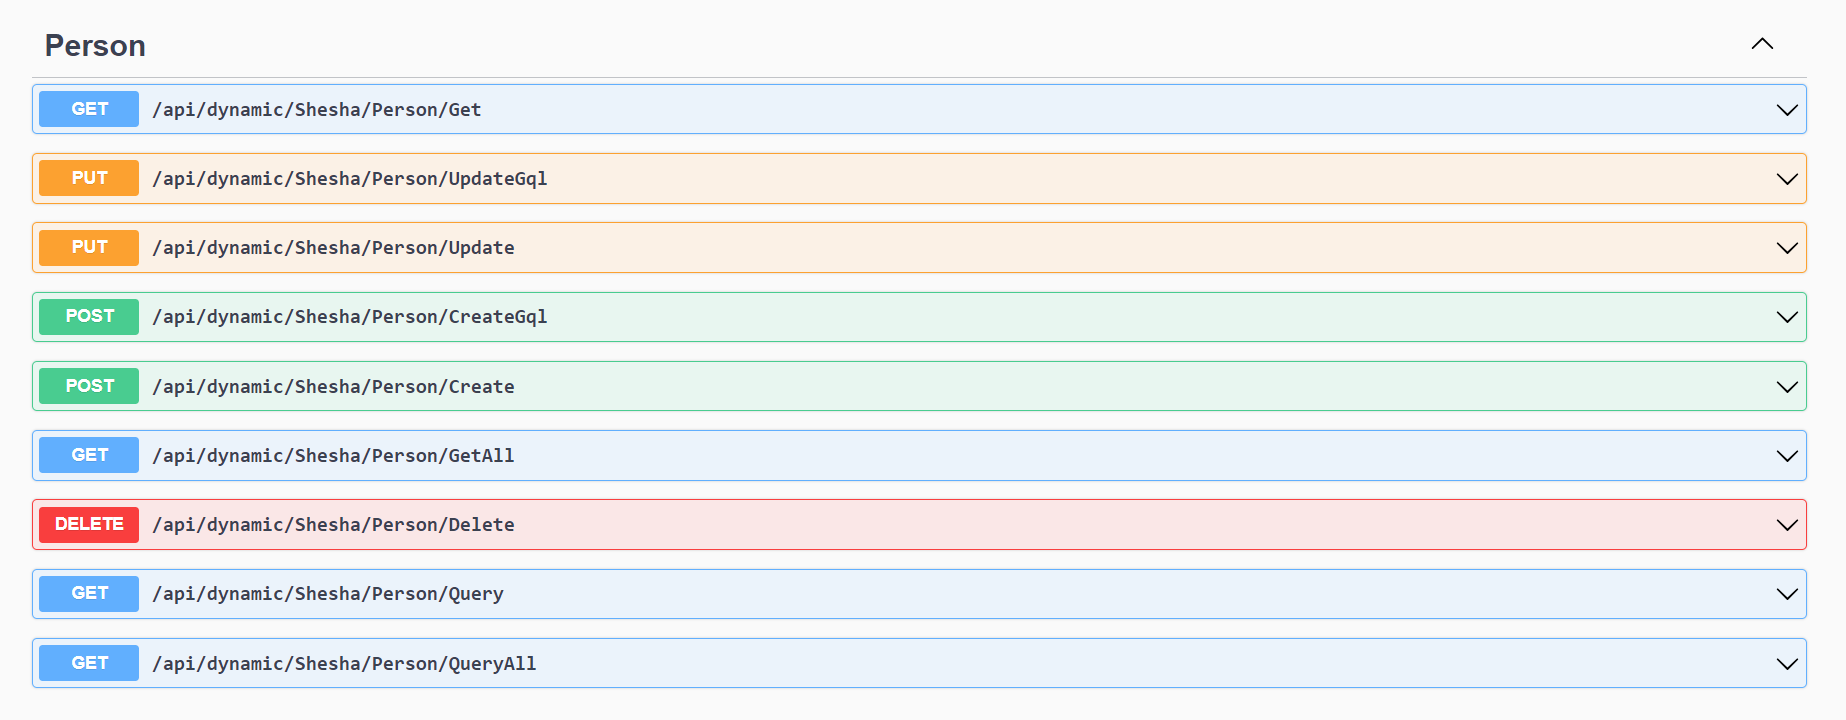 Person
GET /api/dynamic/Shesha/Person/Get
PUT /api/dynamic/Shesha/Person/UpdateGql
PUT /api/dynamic/Shesha/Person/Update
POST /api/dynamic/Shesha/Person/CreateGql
POST /api/dynamic/Shesha/Person/Create
GET /api/dynamic/Shesha/Person/GetAll
DELETE /api/dynamic/Shesha/Person/Delete
GET /api/dynamic/Shesha/Person/Query
GET /api/dynamic/Shesha/Person/QueryAll